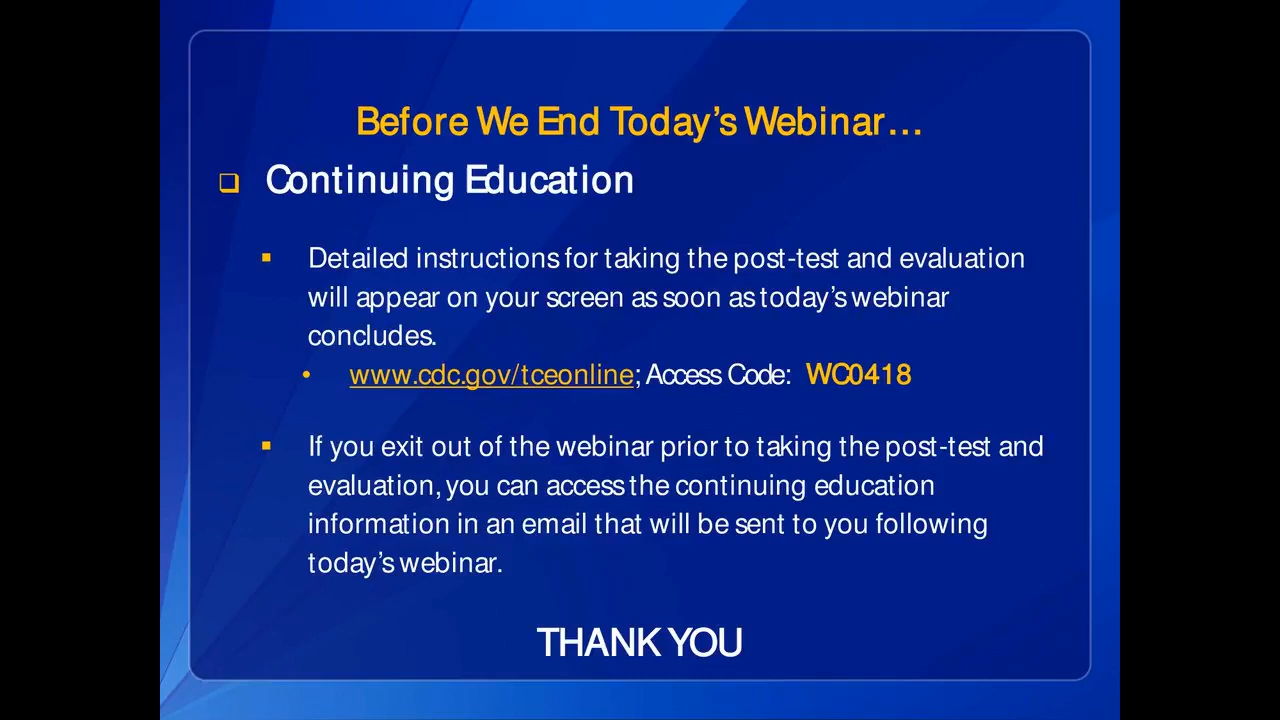 Before We End Today's Webinar...
Continuing Education
Detailed instructions for taking the post-test and evaluation
will appear on your screen as soon as today's webinar
concludes.
www.cdc.gov/tceonline; Access Code: WC0418
If you exit out of the webinar prior to taking the post-test and
evaluation, you can access the continuing education
information in an email that will be sent to you following
today's webinar.
THANK YOU